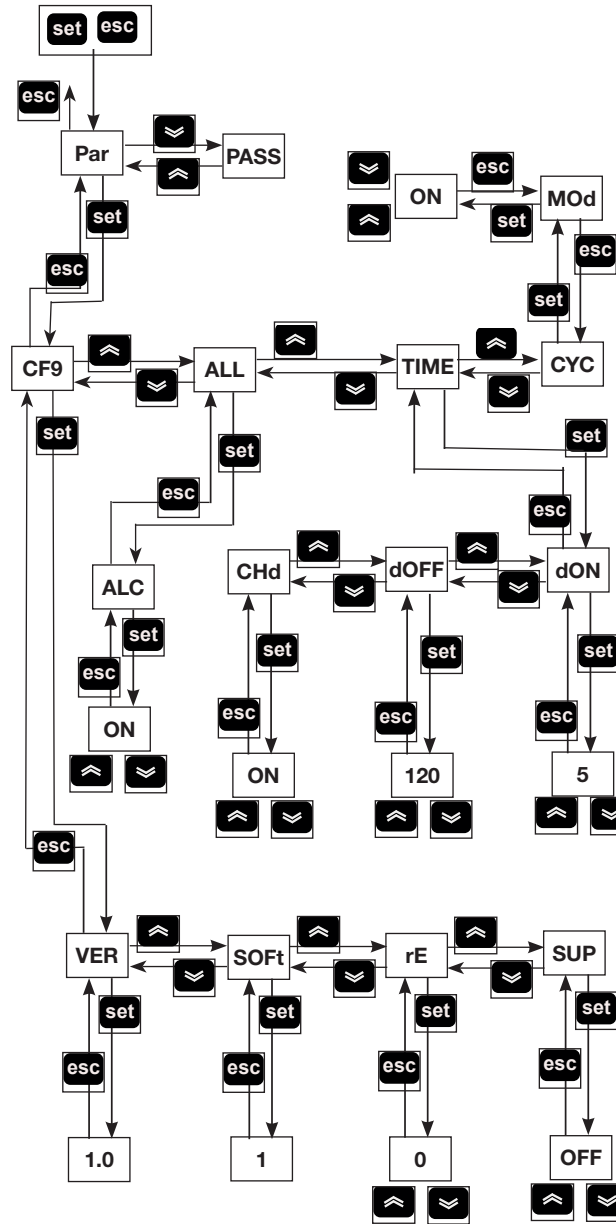 set esc
esc
Par
PASS
set
esc
ON
esc
MOd
set
esc
set
CF9
ALL
TIME
CYC
set
set
set
esc
esc
CHd
dOFF
dON
ALC
set
set
set
set
esc
esc
esc
esc
ON
ON
120
5
esc
VER
SOFt
rE
SUP
set
set
set
set
esc
esc
esc
esc
1.0
1
0
OFF